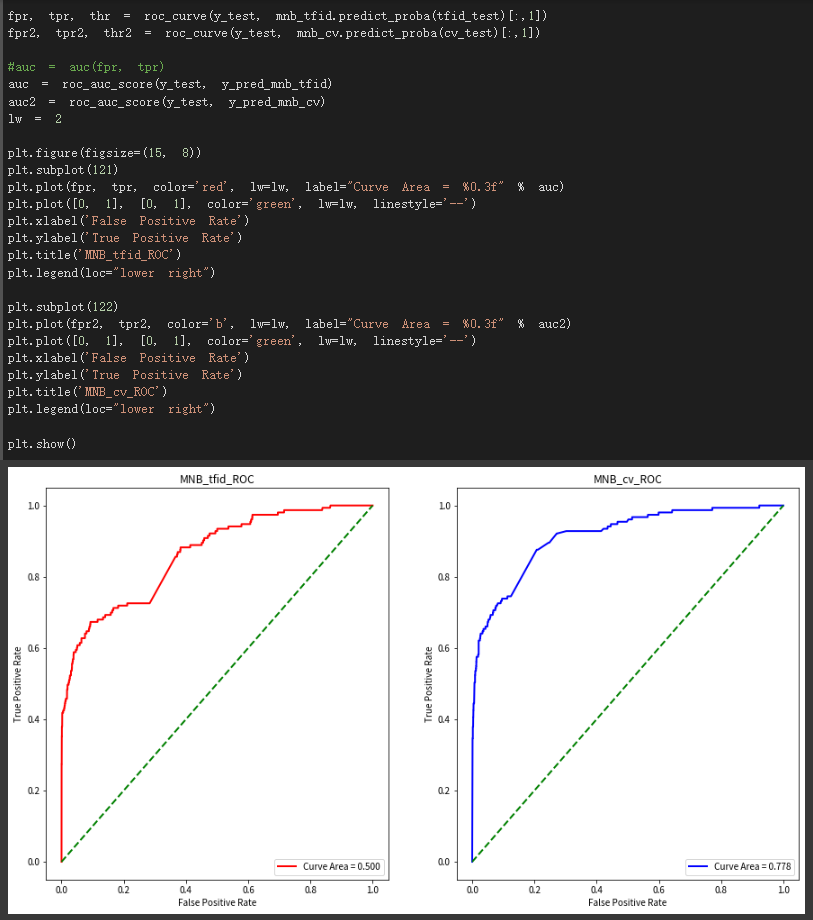 fpr, tpr, thr = roc_curve(y_test, mnb_tfid.predict_proba(tfid_test)[:,1])
fpr2, tpr2, thr2 = roc_curve(y_test, mnb_cv.predict_proba(cv_test)[:,1])
#auc = auc(fpr, tpr)
auc = roc_auc_score(y_test, y_pred_mnb_tfid)
auc2 = roc_auc_score(y_test, y_pred_mnb_cv)
lw = 2
plt.figure(figsize=(15, 8))
plt.subplot(121)
plt.plot(fpr, tpr, color='red', lw=lw, label="Curve Area = %0.3f" % auc)
plt.plot([0, 1], [0, 1], color='green', lw=lw, linestyle='--')
plt.xlabel('False Positive Rate')
plt.ylabel('True Positive Rate')
plt.title('MNB_tfid_ROC')
plt.legend(loc="lower right")
plt.subplot(122)
plt.plot(fpr2, tpr2, color='b', lw=lw, label="Curve Area = %0.3f" % auc2)
plt.plot([0, 1], [0, 1], color='green', lw=lw, linestyle='--')
plt.xlabel('False Positive Rate')
plt.ylabel('True Positive Rate')
plt.title('MNB_cv_ROC')
plt.legend(loc="lower right")
plt.show()
MNB_tfid_ROC
True Positive Rate
1.0
0.8
0.6
0.4
0.2
0.0
Curve Area = 0.500
0.0 0.2 0.4 0.6 0.8 1.0
False Positive Rate
MNB_cv_ROC
True Positive Rate
1.0
0.8
0.6
0.4
0.2
0.0
Curve Area = 0.778
0.0 0.2 0.4 0.6 0.8 1.0
False Positive Rate